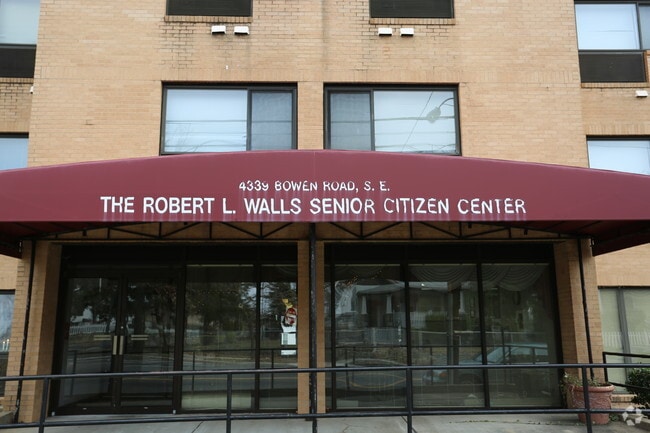 4339 BOWEN ROAD, S. E.
THE ROBERT L. WALLS SENIOR CITIZEN CENTER